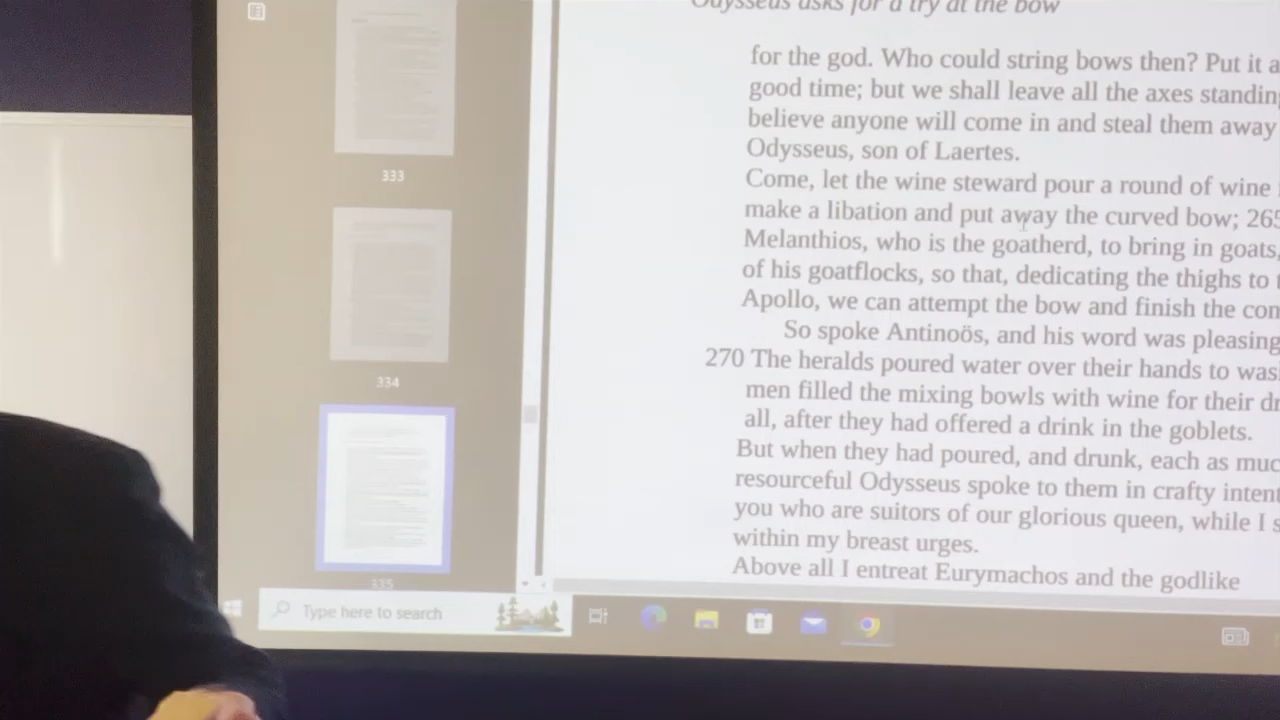 Odysseus asks for a try at the bow
333
for the god. Who could string bows then? Put it
good time; but we shall leave all the axes
believe anyone will come in and steal them away
Odysseus, son of Laertes.
Come, let the wine steward pour a round of wine
make a libation and put away the curved bow; 265
Melanthios, who is the goatherd, to bring in goats,
of his goatflocks, so that, dedicating the thighs to
Apollo, we can attempt the bow and finish the
So spoke Antinoös, and his word was pleasing
334
270 The heralds poured water over their hands to
men filled the mixing bowls with wine for their
all, after they had offered a drink in the goblets.
But when they had poured, and drunk, each as
resourceful Odysseus spoke to them in crafty
you who are suitors of our glorious queen, while I
within my breast urges.
Above all I entreat Eurymachos and the godlike
335
Type here to search